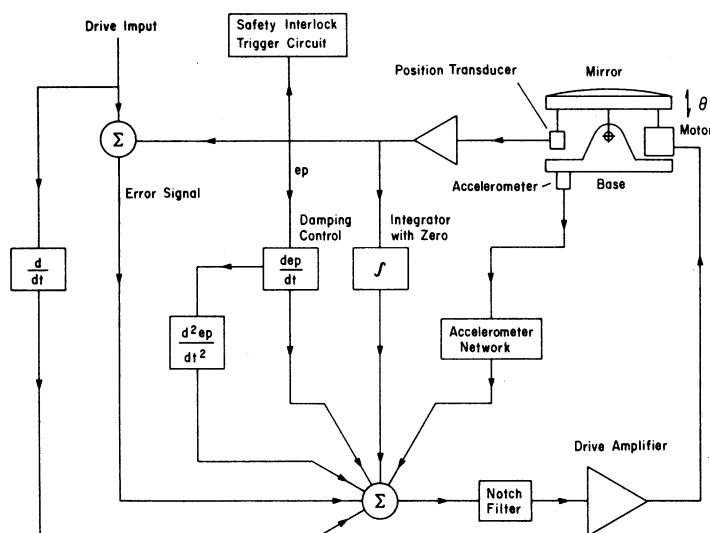 Drive Imput
Safety Interlock
Trigger Circuit
Position Transducer
Mirror
θ
Motor
Σ
ep
Accelerometer
Base
Error Signal
Damping
Control
Integrator
with Zero
d
dt
dep
dt
∫
d²ep
dt²
Accelerometer
Network
Drive Amplifier
Σ
Notch
Filter